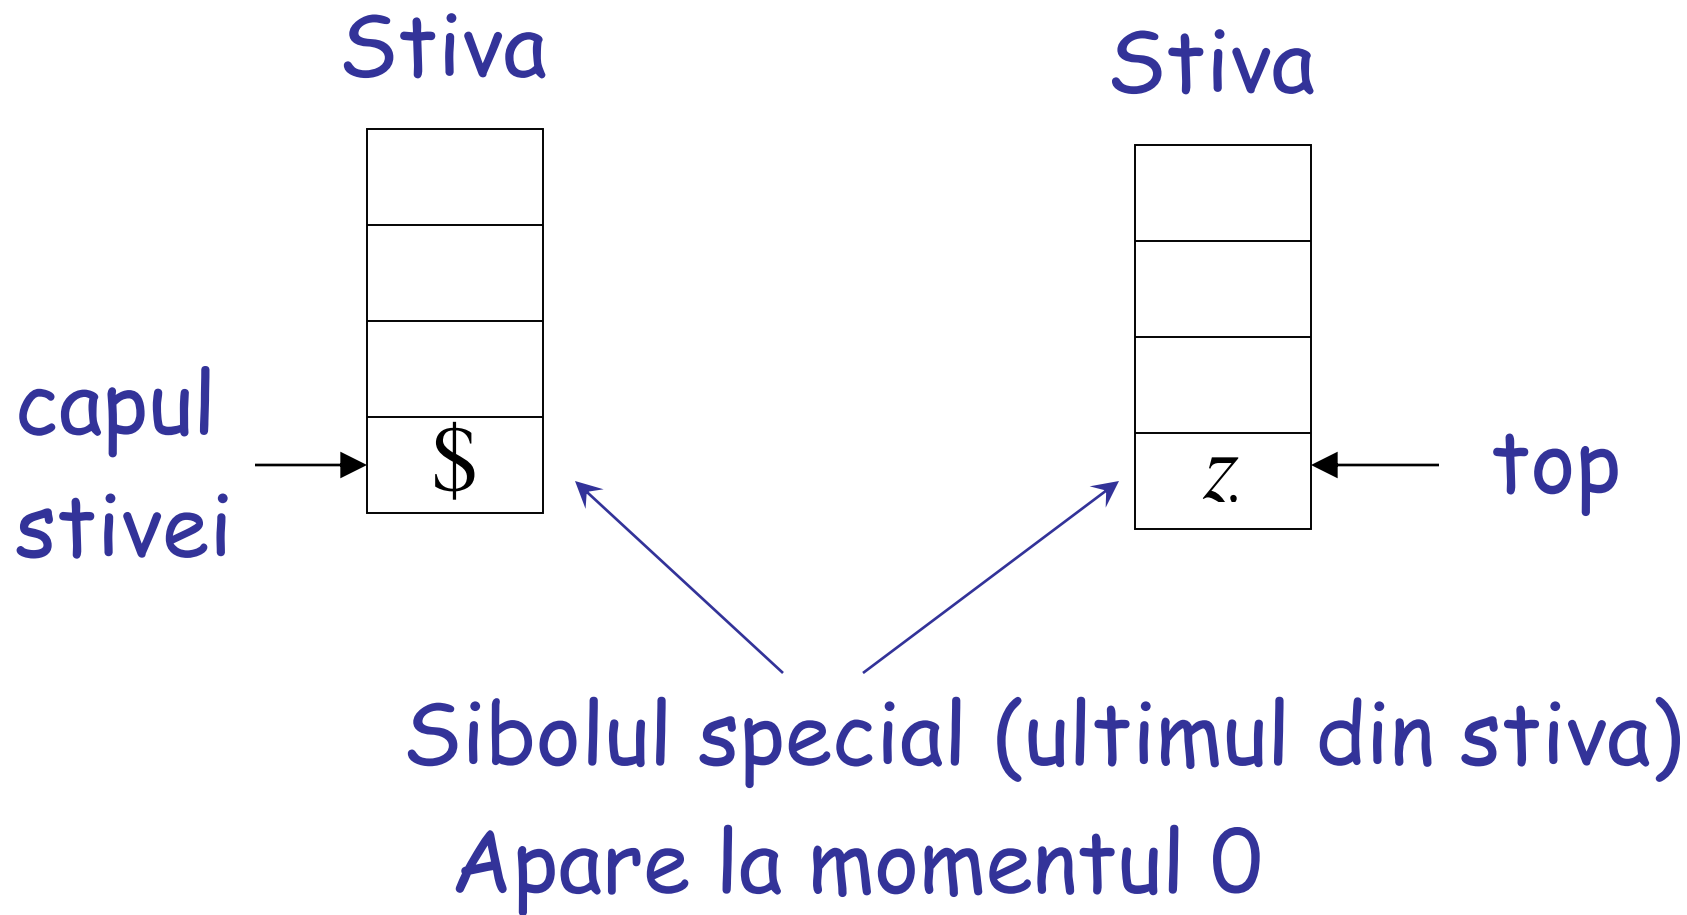 Stiva
Stiva
capul
stivei
$
z
top
Sibolul special (ultimul din stiva)
Apare la momentul 0